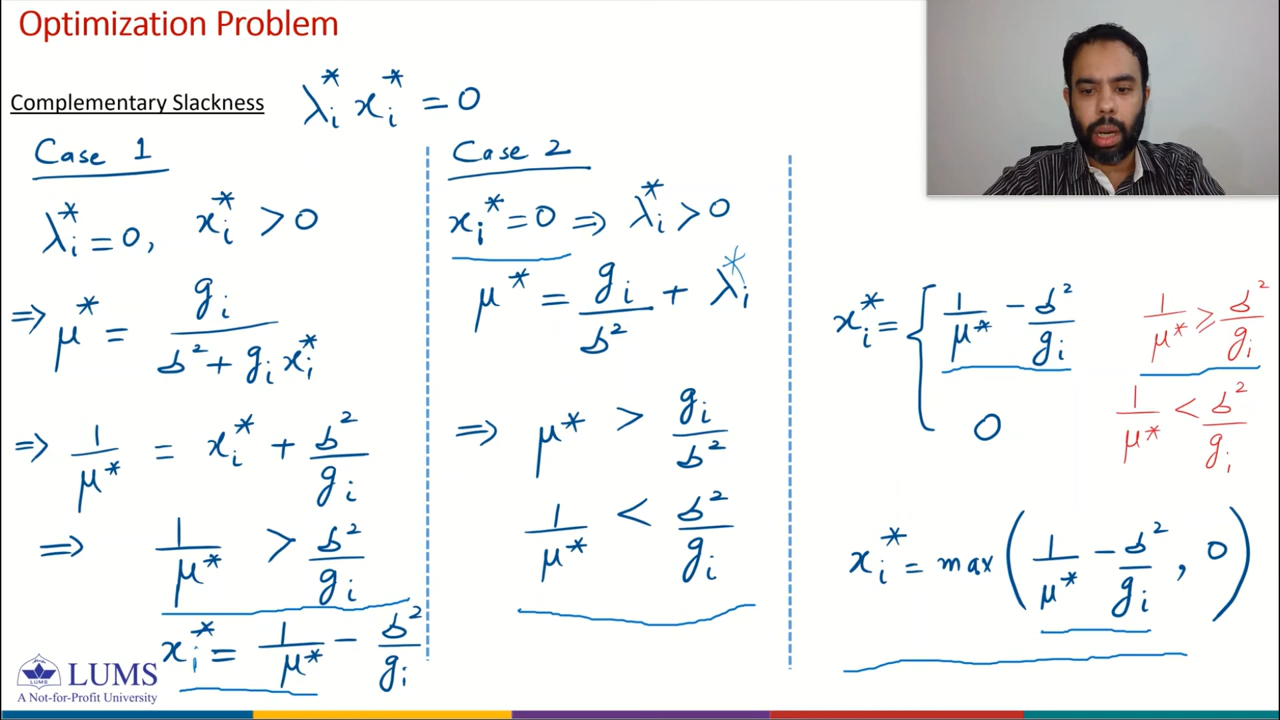 Optimization Problem
Complementary Slackness λᵢ* xᵢ* = 0
Case 1
λᵢ* = 0, xᵢ* > 0
⇒ μ* = gᵢ / (σ² + gᵢ xᵢ*)
⇒ 1/μ* = xᵢ* + σ²/gᵢ
⇒ 1/μ* > σ²/gᵢ
xᵢ* = 1/μ* − σ²/gᵢ
Case 2
xᵢ* = 0 ⇒ λᵢ* > 0
μ* = gᵢ/σ² + λᵢ*
⇒ μ* > gᵢ/σ²
1/μ* < σ²/gᵢ
xᵢ* = { 1/μ* − σ²/gᵢ 1/μ* ≥ σ²/gᵢ
0 1/μ* < σ²/gᵢ
xᵢ* = max(1/μ* − σ²/gᵢ, 0)
LUMS
LUMS
A Not-for-Profit University